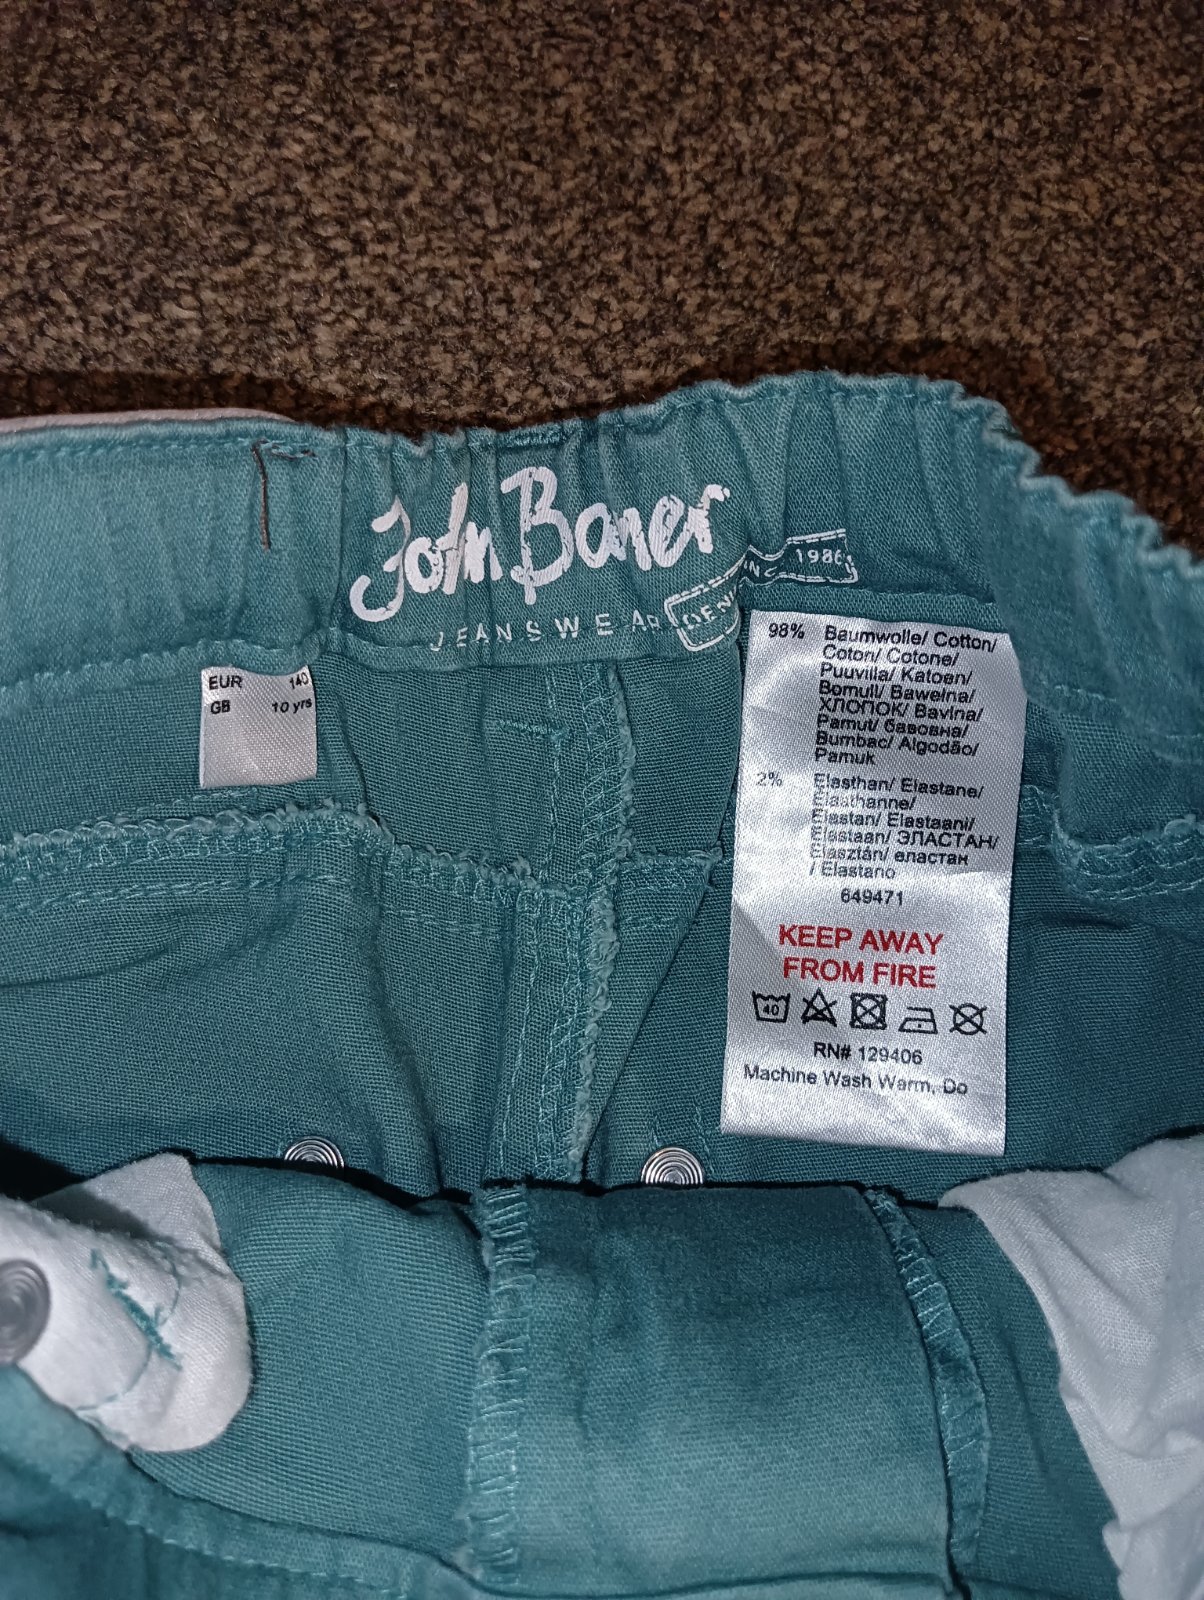 John Baner
JEANSWEAR
DENIM INC 1986
EUR 140
GB 10 yrs
98% Baumwolle/ Cotton/
Coton/ Cotone/
Puuvilla/ Katoen/
Bomull/ Bawełna/
ХЛОПОК/ Bavlna/
Pamut/ бавовна/
Bumbac/ Algodão/
Pamuk
2% Elasthan/ Elastane/
Elasthanne/
Elastan/ Elastaani/
Elastaan/ ЭЛАСТАН/
Elasztán/ еластан
/ Elastano
649471
KEEP AWAY
FROM FIRE
40
RN# 129406
Machine Wash Warm, Do